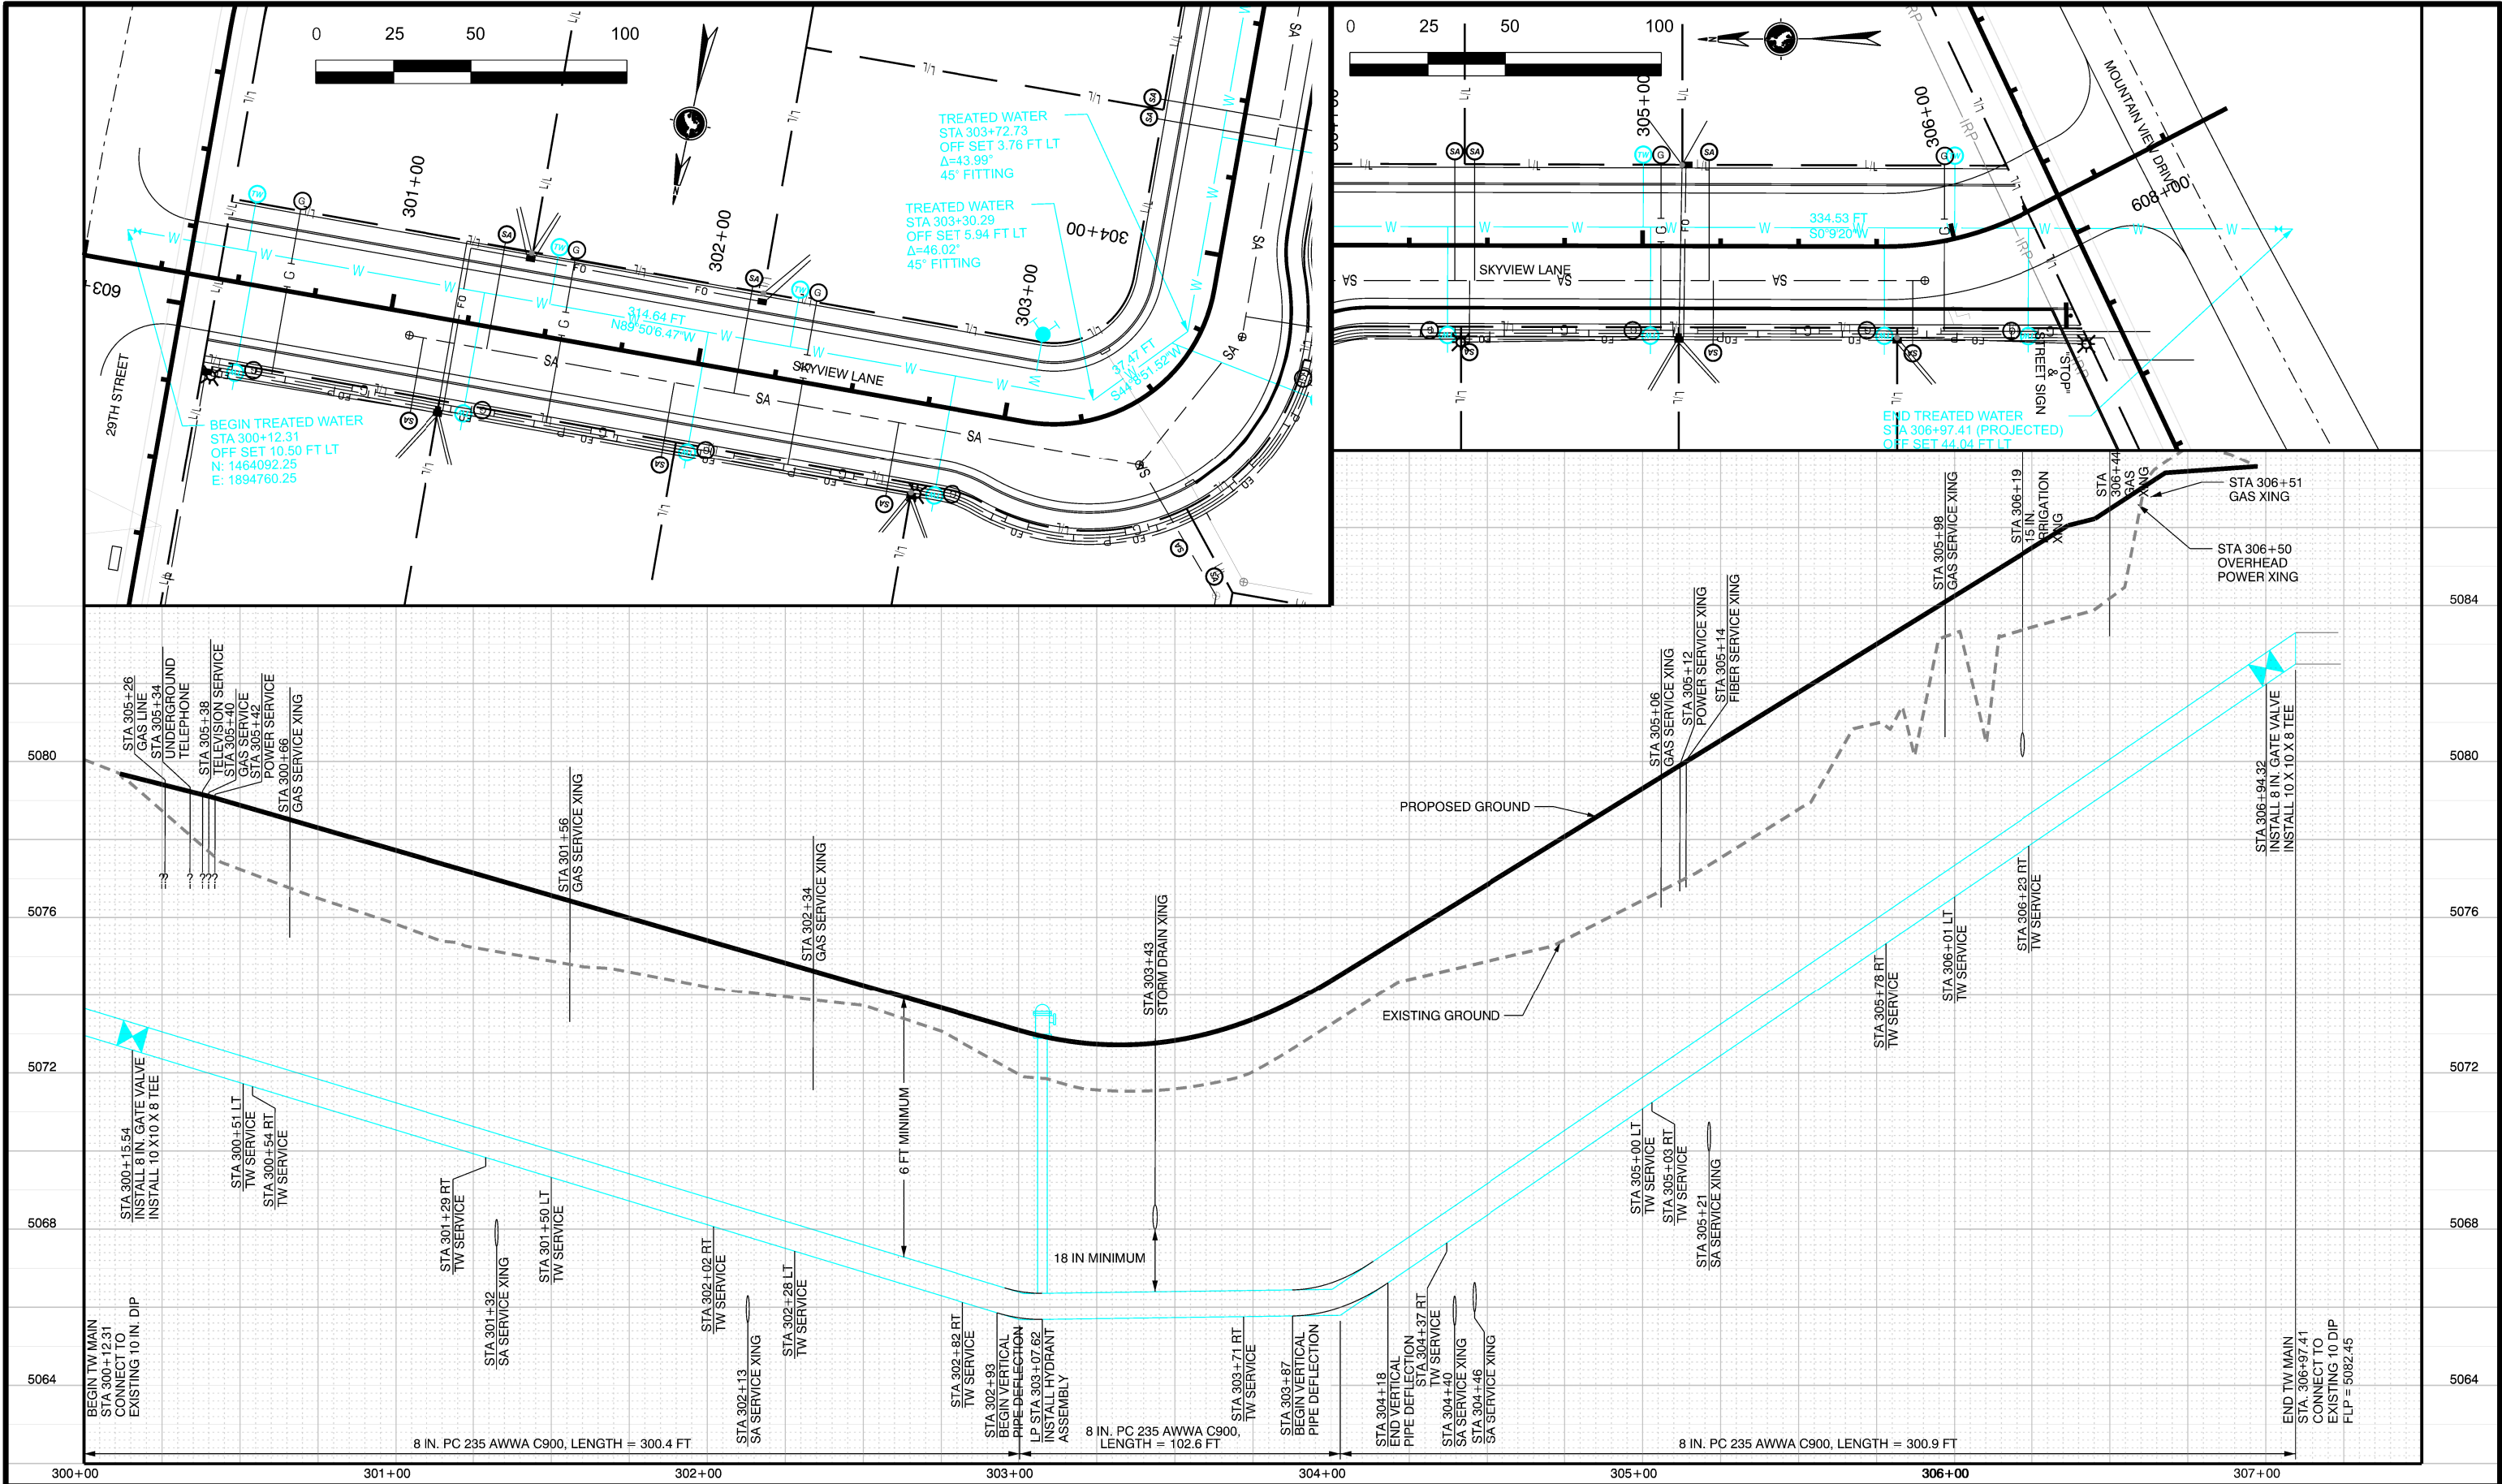 0 25 50 100
0 25 50 100
TREATED WATER
STA 303+72.73
OFF SET 3.76 FT LT
Δ=43.99°
45° FITTING
TREATED WATER
STA 303+30.29
OFF SET 5.94 FT LT
Δ=46.02°
45° FITTING
301+00
302+00
303+00
304+00
314.64 FT
N89°50'6.47"W
SKYVIEW LANE
29TH STREET
BEGIN TREATED WATER
STA 300+12.31
OFF SET 10.50 FT LT
N: 1464092.25
E: 1894760.25
305+00
306+00
MOUNTAIN VIEW DRIVE
608+00
334.53 FT
S0°9'20"W
SKYVIEW LANE
"STOP"
&
STREET SIGN
END TREATED WATER
STA 306+97.41 (PROJECTED)
OFF SET 44.04 FT LT
STA 305+98
GAS SERVICE XING
STA 306+19
15 IN.
IRRIGATION
XING
STA
306+44
GAS
XING
STA 306+51
GAS XING
STA 306+50
OVERHEAD
POWER XING
5084
5080
5080
5076
5076
5072
5072
5068
5068
5064
5064
STA 305+26
GAS LINE
STA 305+34
UNDERGROUND
TELEPHONE
STA 305+38
TELEVISION SERVICE
STA 305+40
GAS SERVICE
STA 305+42
POWER SERVICE
STA 300+66
GAS SERVICE XING
STA 301+56
GAS SERVICE XING
STA 302+34
GAS SERVICE XING
STA 303+43
STORM DRAIN XING
STA 305+06
GAS SERVICE XING
STA 305+12
POWER SERVICE XING
STA 305+14
FIBER SERVICE XING
PROPOSED GROUND
EXISTING GROUND
6 FT MINIMUM
18 IN MINIMUM
STA 306+94.32
INSTALL 8 IN. GATE VALVE
INSTALL 10 X 10 X 8 TEE
STA 300+15.54
INSTALL 8 IN. GATE VALVE
INSTALL 10 X10 X 8 TEE
STA 300+51 LT
TW SERVICE
STA 300+54 RT
TW SERVICE
STA 301+29 RT
TW SERVICE
STA 301+32
SA SERVICE XING
STA 301+50 LT
TW SERVICE
STA 302+02 RT
TW SERVICE
STA 302+13
SA SERVICE XING
STA 302+28 LT
TW SERVICE
STA 302+82 RT
TW SERVICE
STA 302+93
BEGIN VERTICAL
PIPE DEFLECTION
LP STA 303+07.62
INSTALL HYDRANT
ASSEMBLY
STA 303+71 RT
TW SERVICE
STA 303+87
BEGIN VERTICAL
PIPE DEFLECTION
STA 304+18
END VERTICAL
PIPE DEFLECTION
STA 304+37 RT
TW SERVICE
STA 304+40
SA SERVICE XING
STA 304+46
SA SERVICE XING
STA 305+00 LT
TW SERVICE
STA 305+03 RT
TW SERVICE
STA 305+21
SA SERVICE XING
STA 305+78 RT
TW SERVICE
STA 306+01 LT
TW SERVICE
STA 306+23 RT
TW SERVICE
BEGIN TW MAIN
STA 300+12.31
CONNECT TO
EXISTING 10 IN. DIP
END TW MAIN
STA. 306+97.41
CONNECT TO
EXISTING 10 DIP
FLP = 5082.45
8 IN. PC 235 AWWA C900, LENGTH = 300.4 FT
8 IN. PC 235 AWWA C900,
LENGTH = 102.6 FT
8 IN. PC 235 AWWA C900, LENGTH = 300.9 FT
300+00 301+00 302+00 303+00 304+00 305+00 306+00 307+00